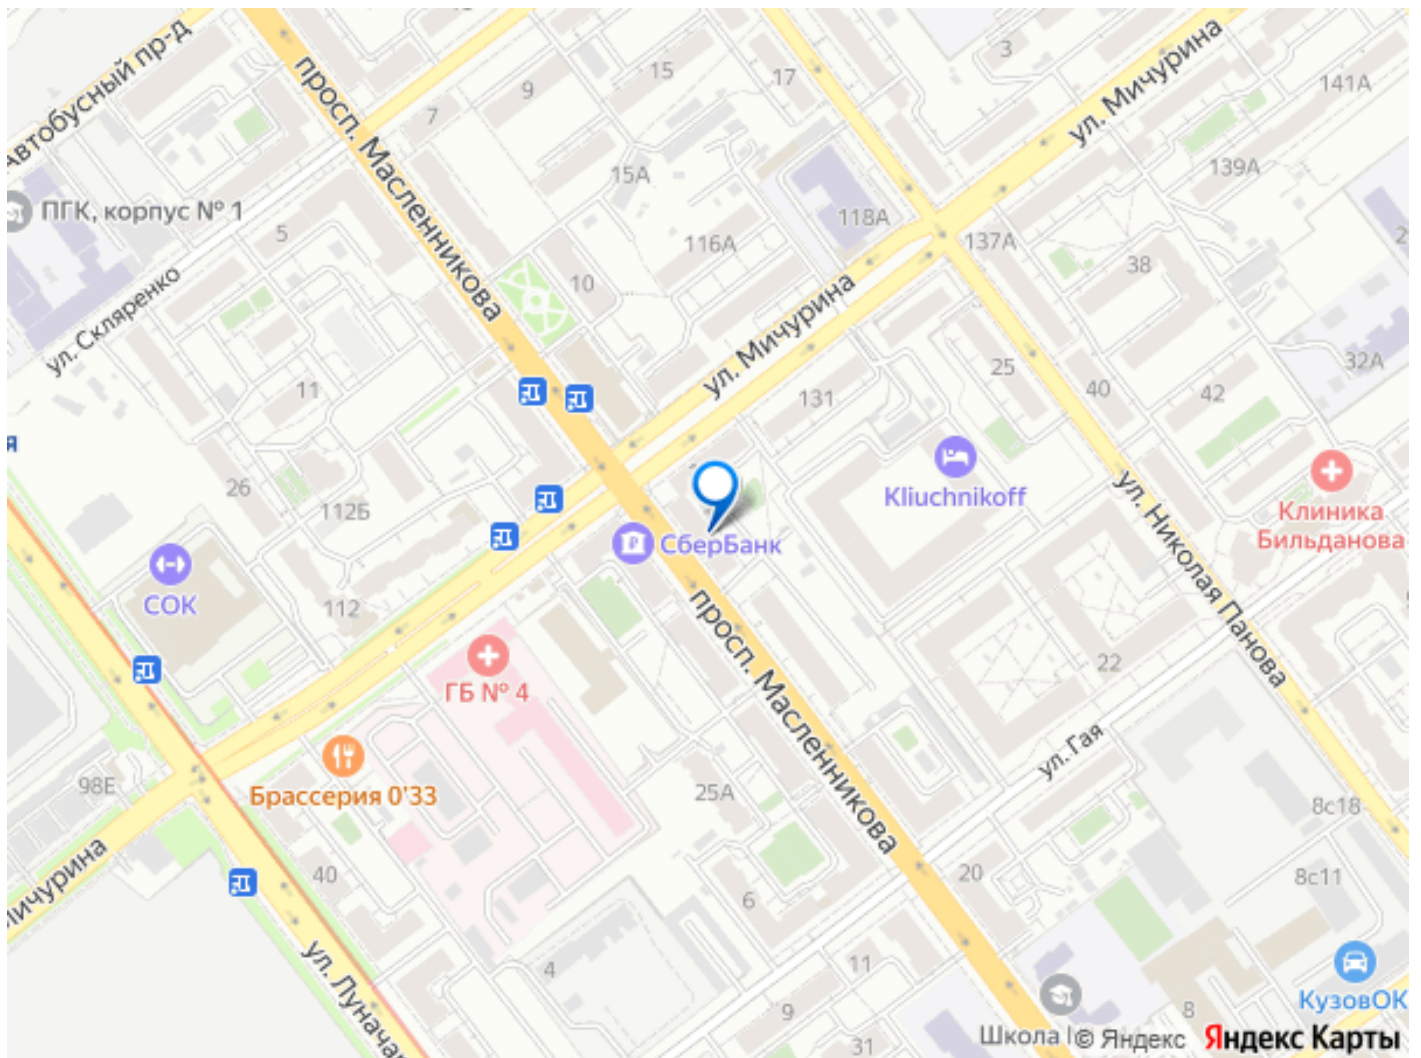 Автобусный пр-д
просп. Масленникова
15
17
3
141А
ул. Мичурина
9
7
139А
15А
ПГК, корпус № 1
118А
5
116А
137А
38
10
ул. Скляренко
ул. Мичурина
32А
25
11
131
40
42
26
112Б
Kliuchnikoff
Клиника
Бильданова
СберБанк
ул. Николая Панова
СОК
112
просп. Масленникова
22
ГБ № 4
ул. Гая
98Е
Брассерия 0'33
25А
8с18
40
20
8с11
6
ул. Луначар
11
4
КузовОК
9
8
Школа
31
© Яндекс
Яндекс Карты